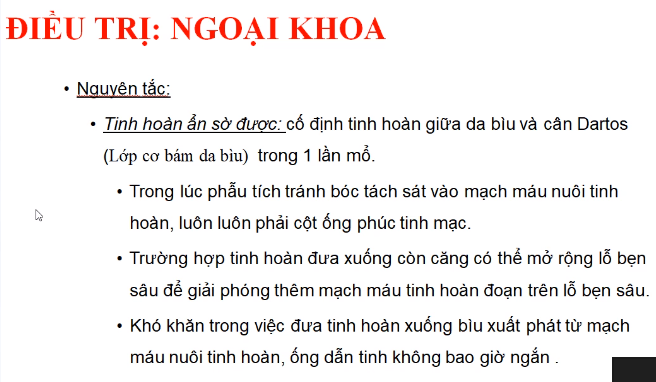 ĐIỀU TRỊ: NGOẠI KHOA
• Nguyên tắc:
• Tinh hoàn ẩn sờ được: cố định tinh hoàn giữa da bìu và cân Dartos
(Lớp cơ bám da bìu) trong 1 lần mổ.
• Trong lúc phẫu tích tránh bóc tách sát vào mạch máu nuôi tinh
hoàn, luôn luôn phải cột ống phúc tinh mạc.
• Trường hợp tinh hoàn đưa xuống còn căng có thể mở rộng lỗ bẹn
sâu để giải phóng thêm mạch máu tinh hoàn đoạn trên lỗ bẹn sâu.
• Khó khăn trong việc đưa tinh hoàn xuống bìu xuất phát từ mạch
máu nuôi tinh hoàn, ống dẫn tinh không bao giờ ngắn .